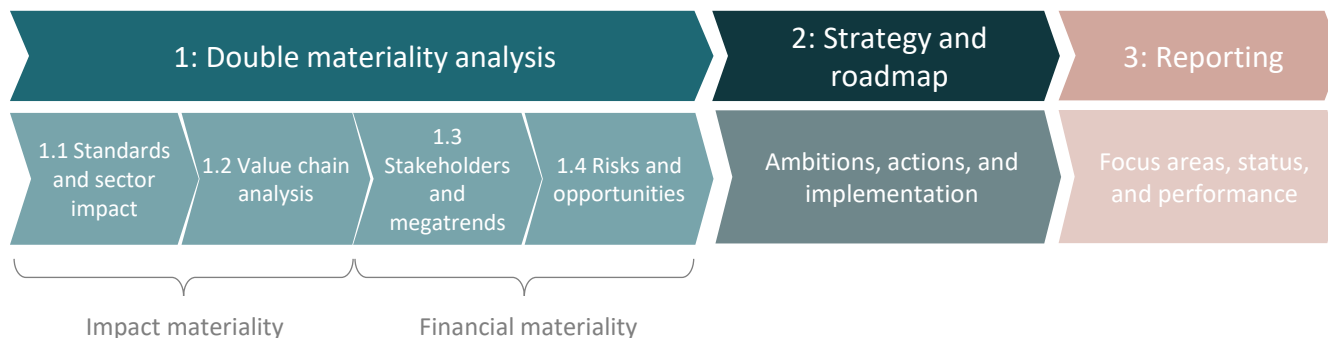 1: Double materiality analysis
2: Strategy and
roadmap
3: Reporting
1.1 Standards
and sector
impact
1.2 Value chain
analysis
1.3
Stakeholders
and
megatrends
1.4 Risks and
opportunities
Ambitions, actions, and
implementation
Focus areas, status,
and performance
Impact materiality
Financial materiality